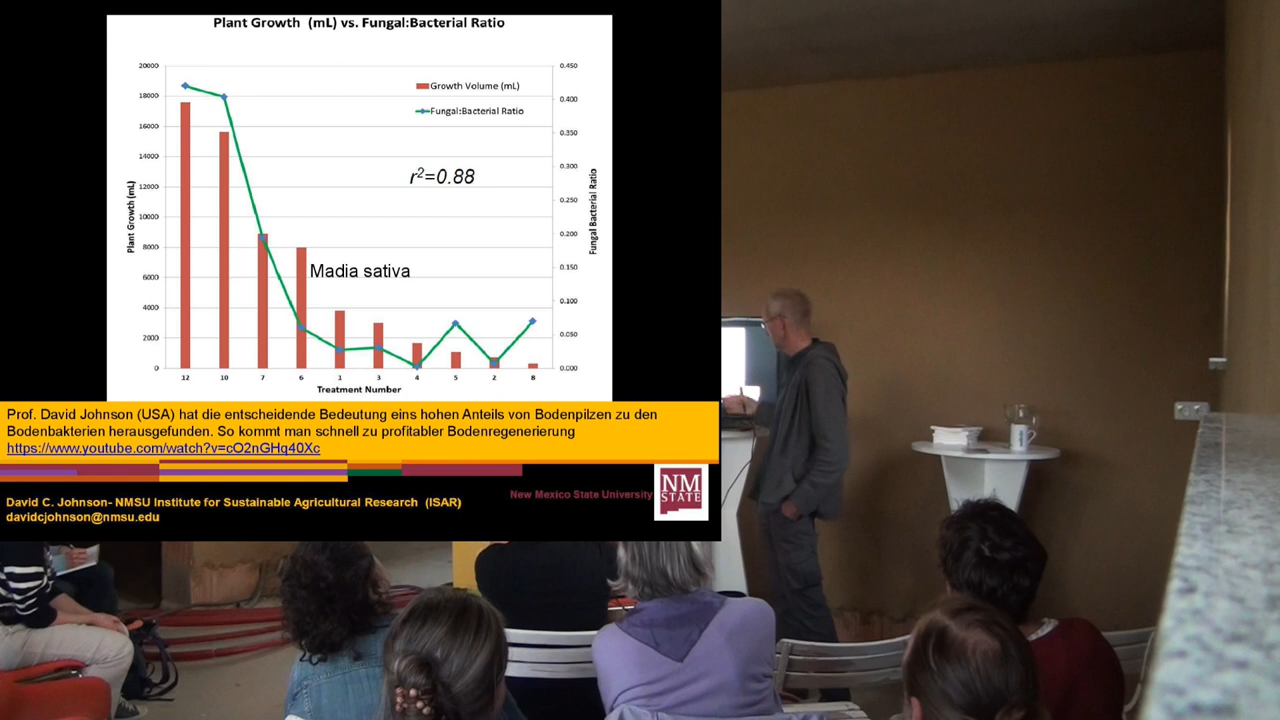 Plant Growth (mL) vs. Fungal:Bacterial Ratio
20000
18000
16000
14000
12000
10000
8000
6000
4000
2000
0
Plant Growth (mL)
Growth Volume (mL)
Fungal:Bacterial Ratio
r²=0.88
Madia sativa
0.450
0.400
0.350
0.300
0.250
0.200
0.150
0.100
0.050
0.000
Fungal Bacterial Ratio
12 10 7 6 1 3 4 5 2 8
Treatment Number
Prof. David Johnson (USA) hat die entscheidende Bedeutung eins hohen Anteils von Bodenpilzen zu den
Bodenbakterien herausgefunden. So kommt man schnell zu profitabler Bodenregenerierung
https://www.youtube.com/watch?v=cO2nGHq40Xc
David C. Johnson- NMSU Institute for Sustainable Agricultural Research (ISAR)
davidcjohnson@nmsu.edu
New Mexico State University
NM
STATE